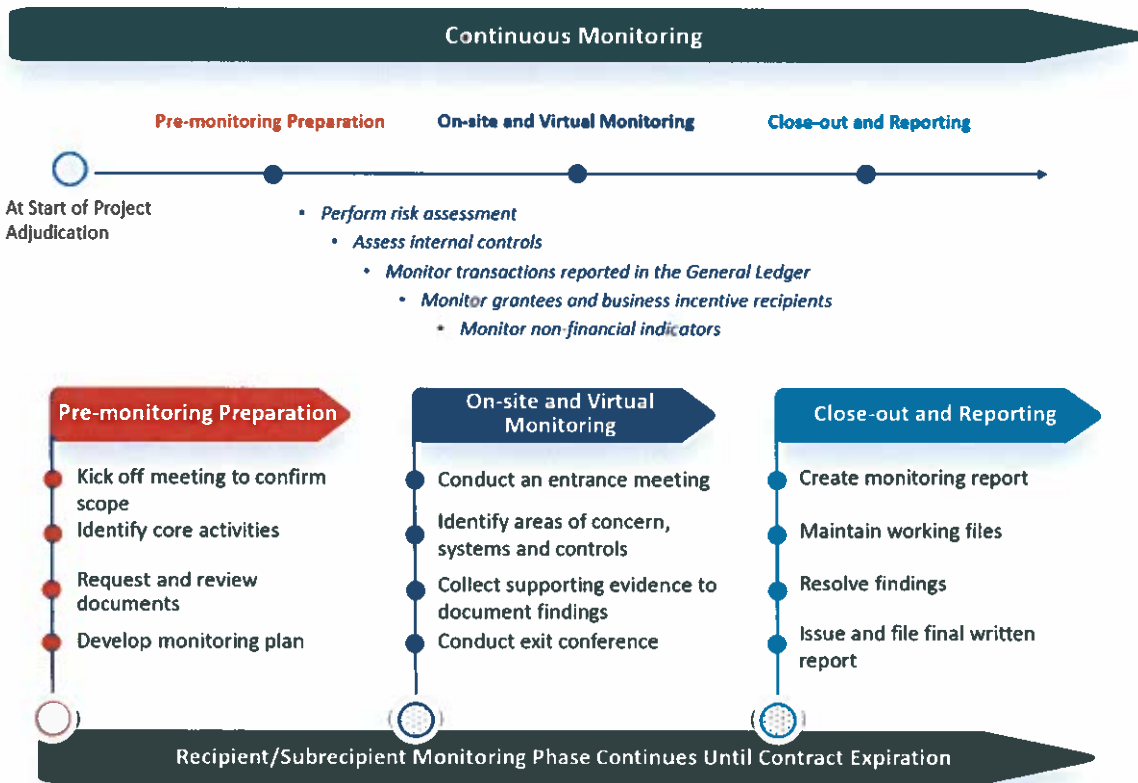 Continuous Monitoring
Pre-monitoring Preparation
On-site and Virtual Monitoring
Close-out and Reporting
At Start of Project
Adjudication
• Perform risk assessment
• Assess internal controls
• Monitor transactions reported in the General Ledger
• Monitor grantees and business incentive recipients
• Monitor non-financial indicators
Pre-monitoring Preparation
Kick off meeting to confirm
scope
Identify core activities
Request and review
documents
Develop monitoring plan
On-site and Virtual
Monitoring
Conduct an entrance meeting
Identify areas of concern,
systems and controls
Collect supporting evidence to
document findings
Conduct exit conference
Close-out and Reporting
Create monitoring report
Maintain working files
Resolve findings
Issue and file final written
report
Recipient/Subrecipient Monitoring Phase Continues Until Contract Expiration